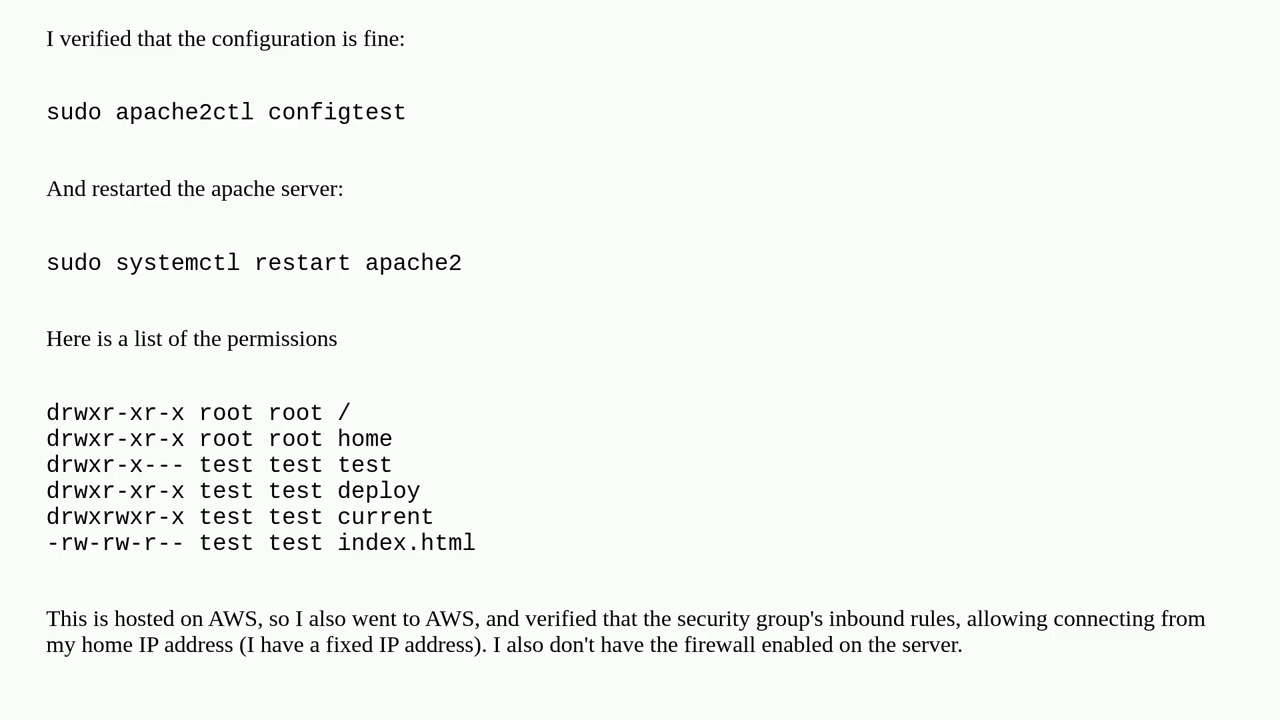 I verified that the configuration is fine:
sudo apache2ctl configtest
And restarted the apache server:
sudo systemctl restart apache2
Here is a list of the permissions
drwxr-xr-x root root /
drwxr-xr-x root root home
drwxr-x--- test test test
drwxr-xr-x test test deploy
drwxrwxr-x test test current
-rw-rw-r-- test test index.html
This is hosted on AWS, so I also went to AWS, and verified that the security group's inbound rules, allowing connecting from
my home IP address (I have a fixed IP address). I also don't have the firewall enabled on the server.